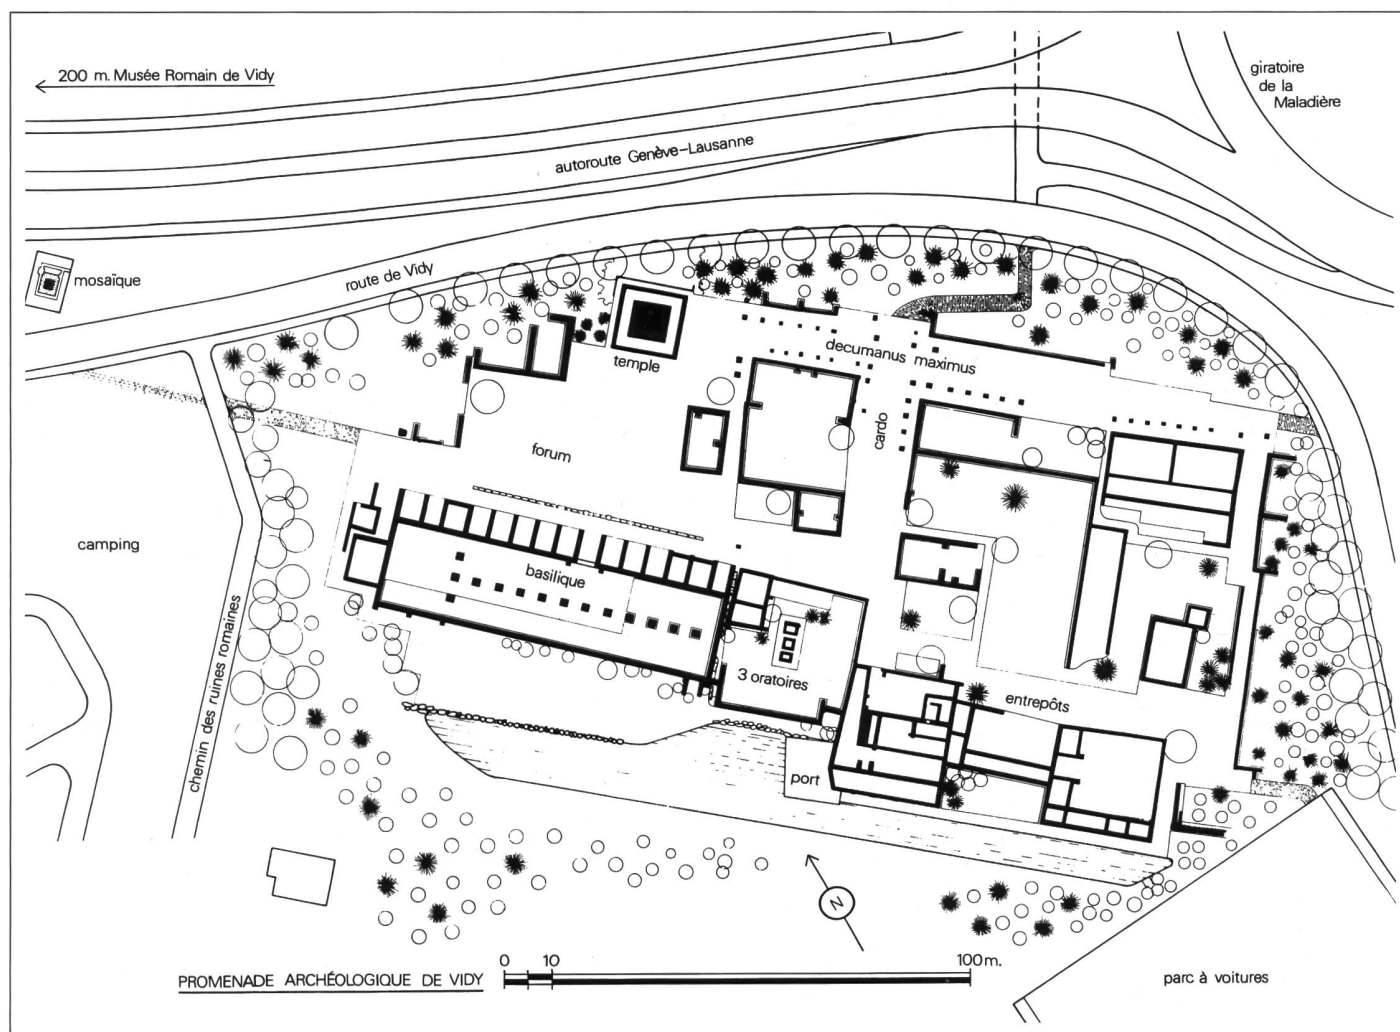 200 m. Musée Romain de Vidy
giratoire
de la
Maladière
autoroute Genève-Lausanne
mosaïque
route de Vidy
temple
decumanus maximus
cardo
forum
camping
basilique
chemin des ruines romaines
3 oratoires
entrepôts
port
N
PROMENADE ARCHÉOLOGIQUE DE VIDY
0 10 100 m.
parc à voitures